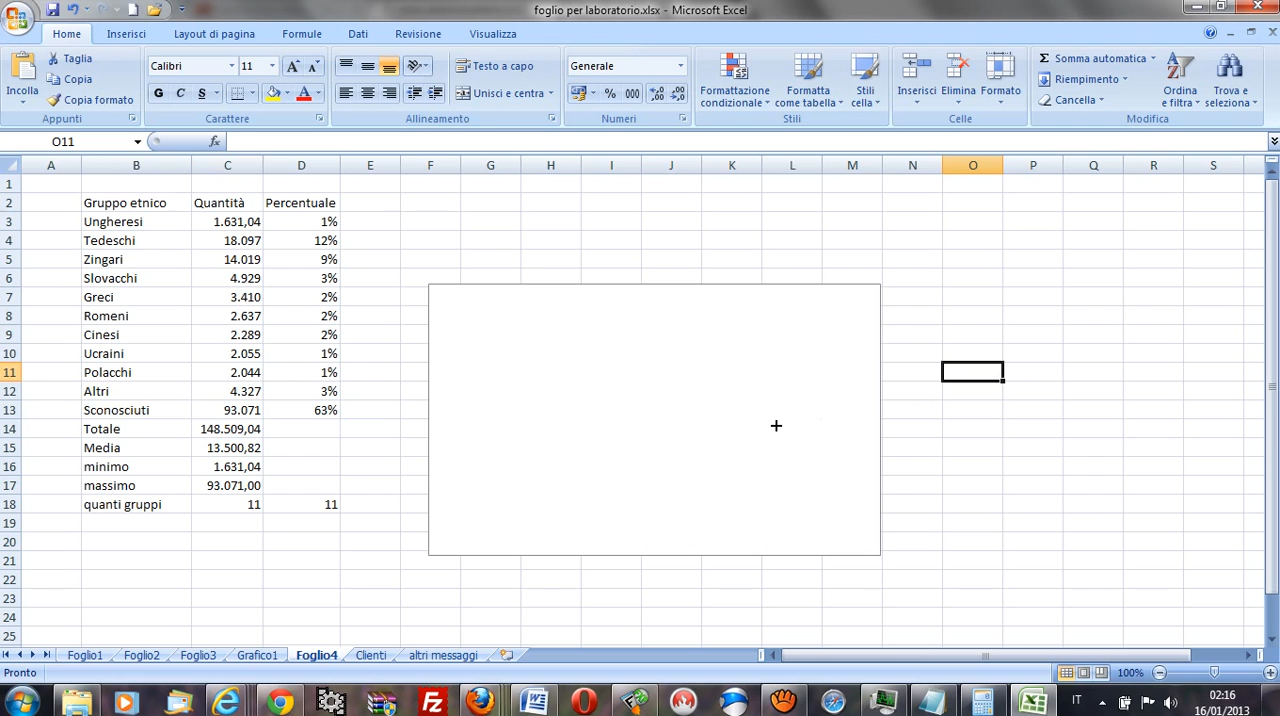 foglio per laboratorio.xlsx - Microsoft Excel
Home Inserisci Layout di pagina Formule Dati Revisione Visualizza
Incolla
Taglia
Copia
Copia formato
Appunti
Calibri 11
G C S
Carattere
Testo a capo
Unisci e centra
Allineamento
Generale
% 000
Numeri
Formattazione condizionale
Formatta come tabella
Stili cella
Stili
Inserisci
Elimina
Formato
Celle
Somma automatica
Riempimento
Cancella
Ordina e filtra
Trova e seleziona
Modifica
O11 fx
A B C D E F G H I J K L M N O P Q R S
1
2 Gruppo etnico Quantità Percentuale
3 Ungheresi 1.631,04 1%
4 Tedeschi 18.097 12%
5 Zingari 14.019 9%
6 Slovacchi 4.929 3%
7 Greci 3.410 2%
8 Romeni 2.637 2%
9 Cinesi 2.289 2%
10 Ucraini 2.055 1%
11 Polacchi 2.044 1%
12 Altri 4.327 3%
13 Sconosciuti 93.071 63%
14 Totale 148.509,04
15 Media 13.500,82
16 minimo 1.631,04
17 massimo 93.071,00
18 quanti gruppi 11 11
19
20
21
22
23
24
25
Foglio1 Foglio2 Foglio3 Grafico1 Foglio4 Clienti altri messaggi
Pronto 100%
IT 02:16
16/01/2013